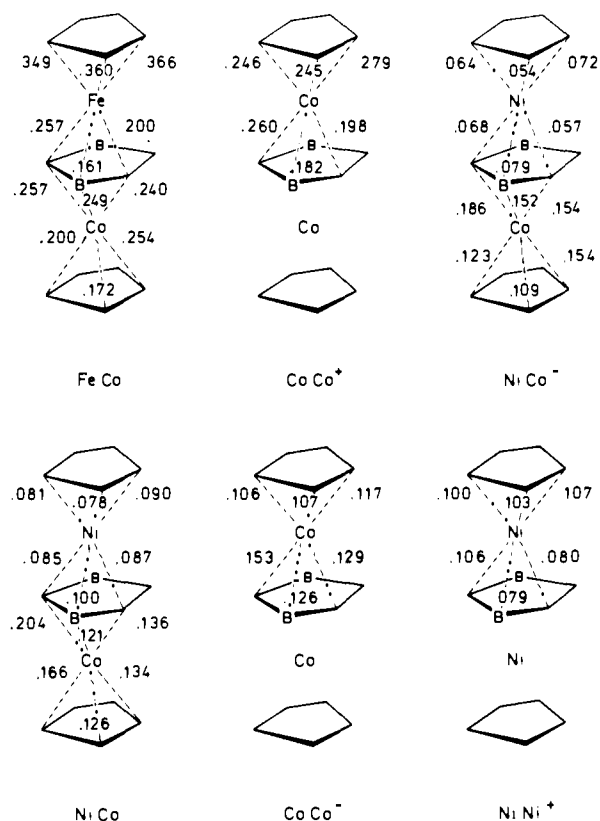 349 .360 366 .246 245 279 064 054 072
Fe Co Ni
.257 200 .260 .198 .068 .057
B B B
.161 .182 .079
B B B
.257 249 .240 .186 152 .154
Co Co Co
.200 .254 .123 .154
.172 .109
Fe Co Co Co⁺ Ni Co⁻
.081 .078 .090 .106 107 .117 .100 103 107
Ni Co Ni
.085 .087 153 .129 .106 .080
B B B
.100 .126 079
B B B
.204 .121 .136
Co Co Ni
.166 .134
.126
Ni Co Co Co⁻ Ni Ni⁺